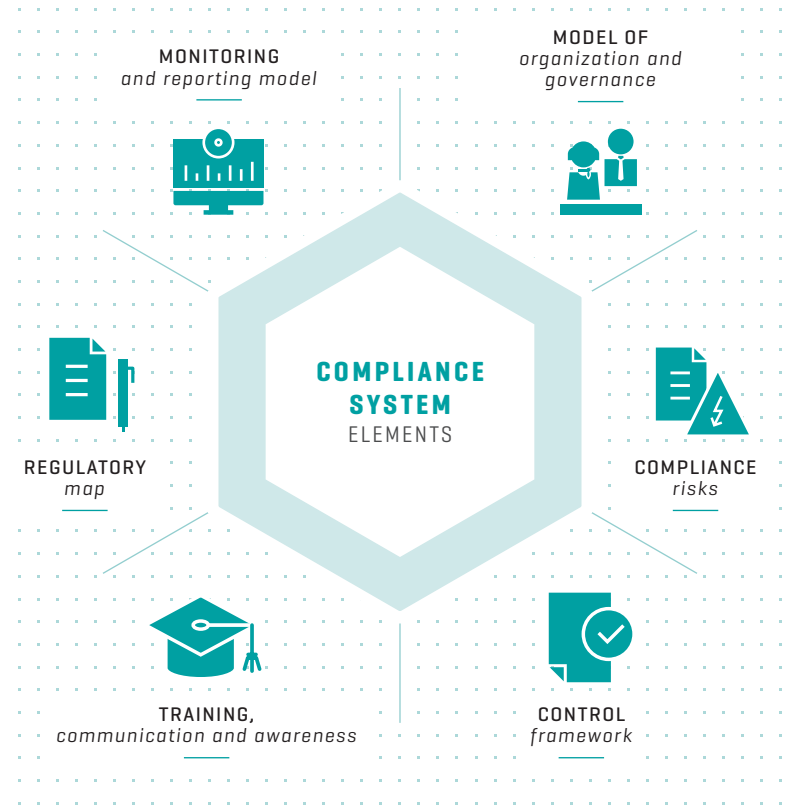 MONITORING
and reporting model
MODEL OF
organization and
governance
COMPLIANCE
SYSTEM
ELEMENTS
REGULATORY
map
COMPLIANCE
risks
TRAINING,
communication and awareness
CONTROL
framework